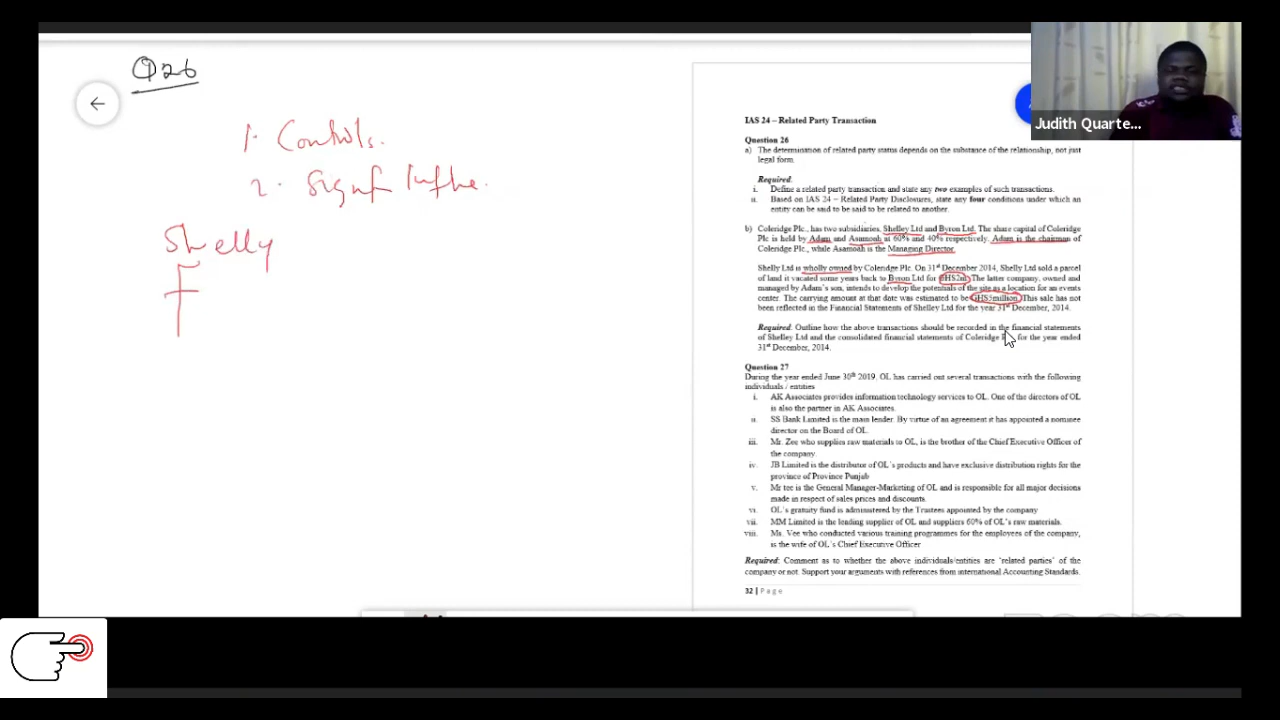 Q26
1. Controls.
2. Signf Influe.
Shelly
Judith Quarte...
IAS 24 – Related Party Transaction
Question 26
a) The determination of related party status depends on the substance of the relationship, not just
legal form.
Required:
i. Define a related party transaction and state any two examples of such transactions.
ii. Based on IAS 24 – Related Party Disclosures, state any four conditions under which an
entity can be said to be said to be related to another.
b) Coleridge Plc., has two subsidiaries, Shelley Ltd and Byron Ltd. The share capital of Coleridge
Plc is held by Adam and Asamoah at 60% and 40% respectively. Adam is the chairman of
Coleridge Plc., while Asamoah is the Managing Director.
Shelly Ltd is wholly owned by Coleridge Plc. On 31st December 2014, Shelly Ltd sold a parcel
of land it vacated some years back to Byron Ltd for GHS2m. The latter company, owned and
managed by Adam's son, intends to develop the potentials of the site as a location for an events
center. The carrying amount at that date was estimated to be GHS5million. This sale has not
been reflected in the Financial Statements of Shelly Ltd for the year 31st December, 2014.
Required: Outline how the above transactions should be recorded in the financial statements
of Shelly Ltd and the consolidated financial statements of Coleridge for the year ended
31st December, 2014.
Question 27
During the year ended June 30th 2019, OL has carried out several transactions with the following
individuals / entities
i. AK Associates provides information technology services to OL. One of the directors of OL
is also the partner in AK Associates.
ii. SS Bank Limited is the main lender. By virtue of an agreement it has appointed a nominee
director on the Board of OL.
iii. Mr. Zee who supplies raw materials to OL, is the brother of the Chief Executive Officer of
the company.
iv. JB Limited is the distributor of OL's products and have exclusive distribution rights for the
province of Province Punjab
v. Mr tee is the General Manager-Marketing of OL and is responsible for all major decisions
made in respect of sales prices and discounts.
vi. OL's gratuity fund is administered by the Trustees appointed by the company
vii. MM Limited is the leading supplier of OL and suppliers 60% of OL's raw materials.
viii. Ms. Vee who conducted various training programmes for the employees of the company,
is the wife of OL's Chief Executive Officer
Required: Comment as to whether the above individuals/entities are 'related parties' of the
company or not. Support your arguments with references from international Accounting Standards.
32 | Page